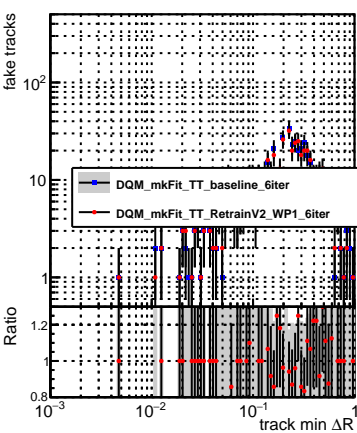 fake tracks
10²
10
1
DQM_mkFit_TT_baseline_6iter
DQM_mkFit_TT_RetrainV2_WP1_6iter
Ratio
1.2
1
0.8
10⁻³ 10⁻² 10⁻¹ 1
track min ΔR